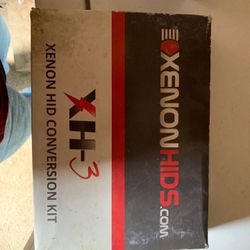 XENONHIDS.COM
XH-3
XENON HID CONVERSION KIT